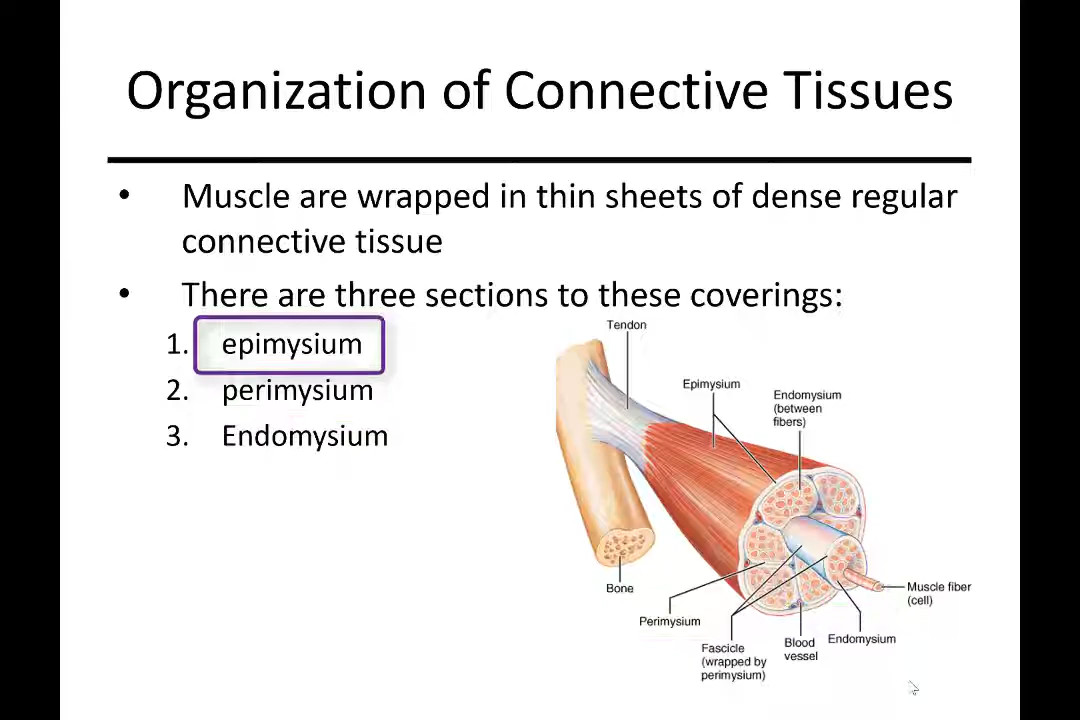 Organization of Connective Tissues
• Muscle are wrapped in thin sheets of dense regular
connective tissue
• There are three sections to these coverings:
1. epimysium
2. perimysium
3. Endomysium
Tendon
Epimysium
Endomysium
(between
fibers)
Bone
Muscle fiber
(cell)
Perimysium
Fascicle
(wrapped by
perimysium)
Blood
vessel
Endomysium